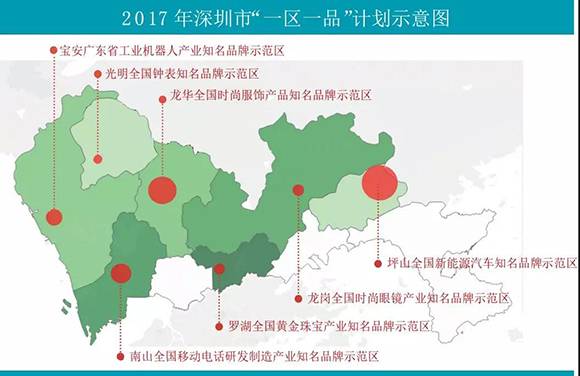 2017年深圳市“一区一品”计划示意图
宝安广东省工业机器人产业知名品牌示范区
光明全国钟表知名品牌示范区
龙华全国时尚服饰产品知名品牌示范区
坪山全国新能源汽车知名品牌示范区
龙岗全国时尚眼镜产业知名品牌示范区
罗湖全国黄金珠宝产业知名品牌示范区
南山全国移动电话研发制造产业知名品牌示范区